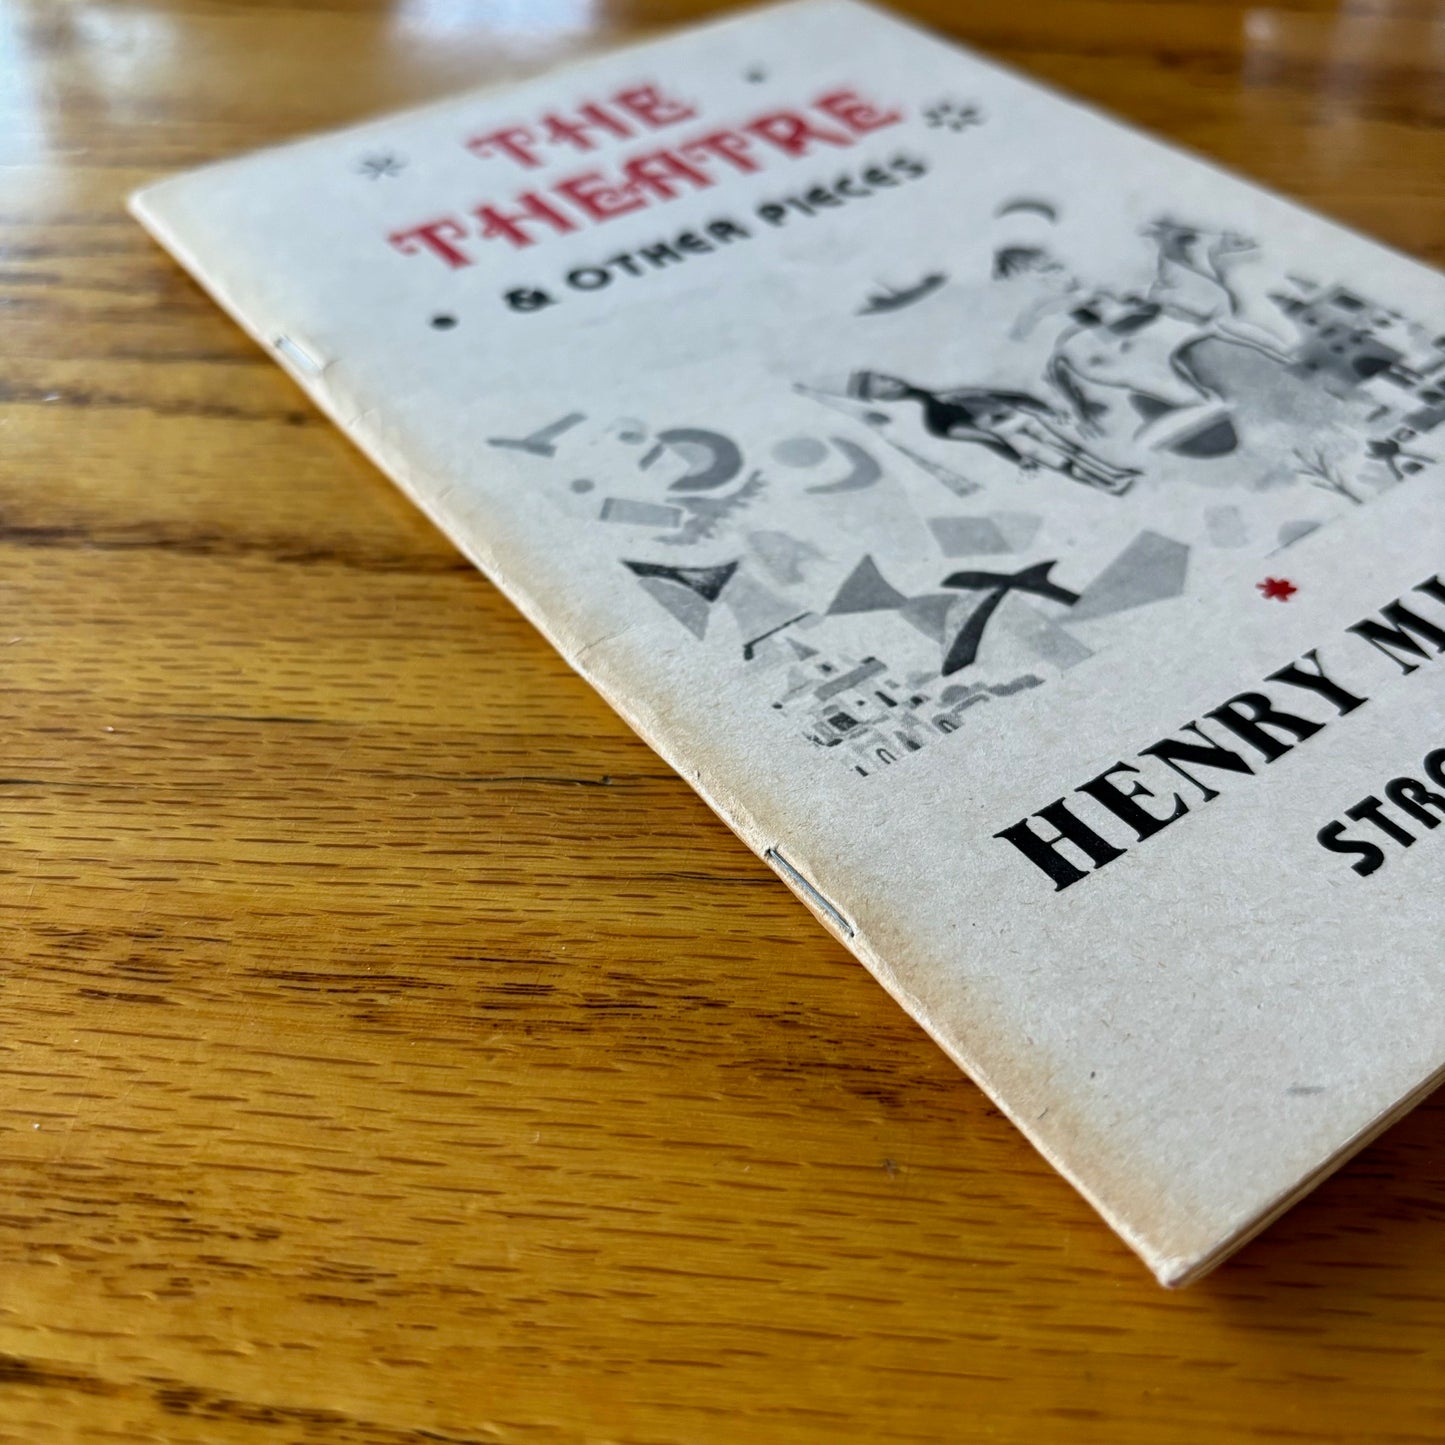 THE
THEATRE
& OTHER PIECES
HENRY